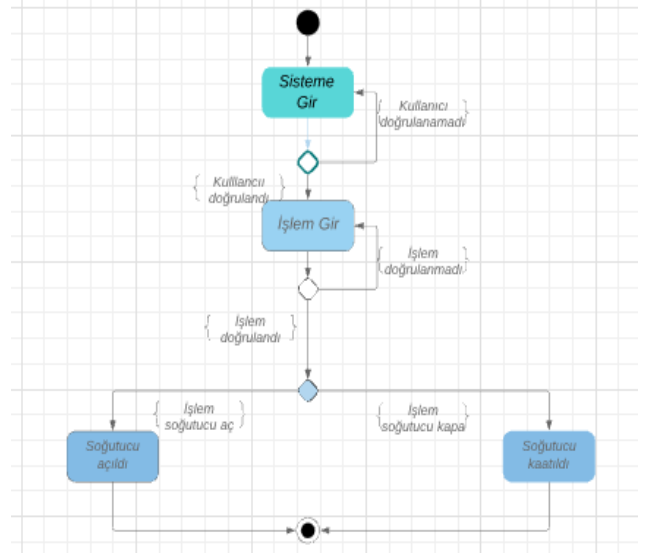 Sisteme
Gir
Kullanıcı
doğrulanamadı
Kulllancıı
doğrulandı
İşlem Gir
İşlem
doğrulanmadı
İşlem
doğrulandı
İşlem
soğutucu aç
İşlem
soğutucu kapa
Soğutucu
açıldı
Soğutucu
kaatıldı